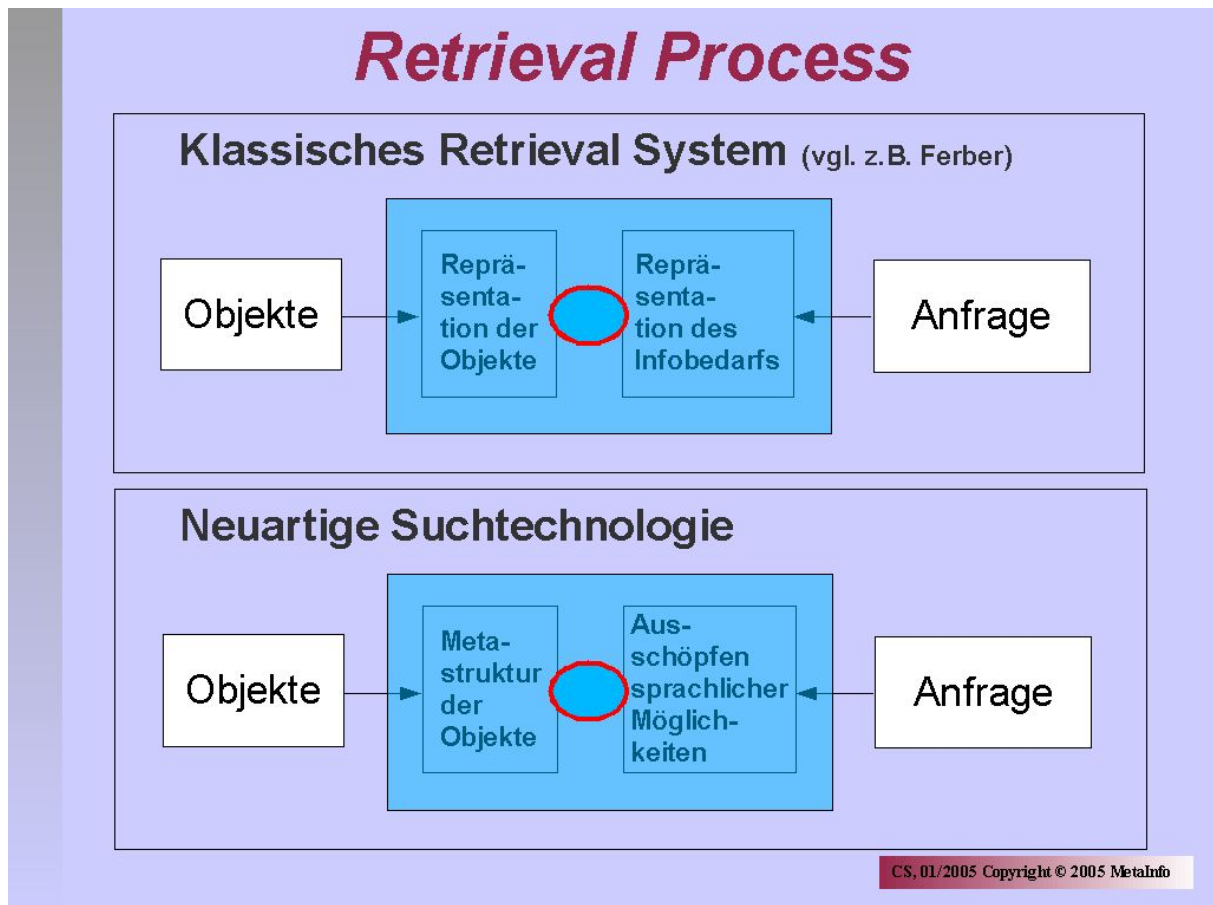 Retrieval Process
Klassisches Retrieval System (vgl. z.B. Ferber)
Objekte
Reprä-
senta-
tion der
Objekte
Reprä-
senta-
tion des
Infobedarfs
Anfrage
Neuartige Suchtechnologie
Objekte
Meta-
struktur
der
Objekte
Aus-
schöpfen
sprachlicher
Möglich-
keiten
Anfrage
CS, 01/2005 Copyright © 2005 MetaInfo